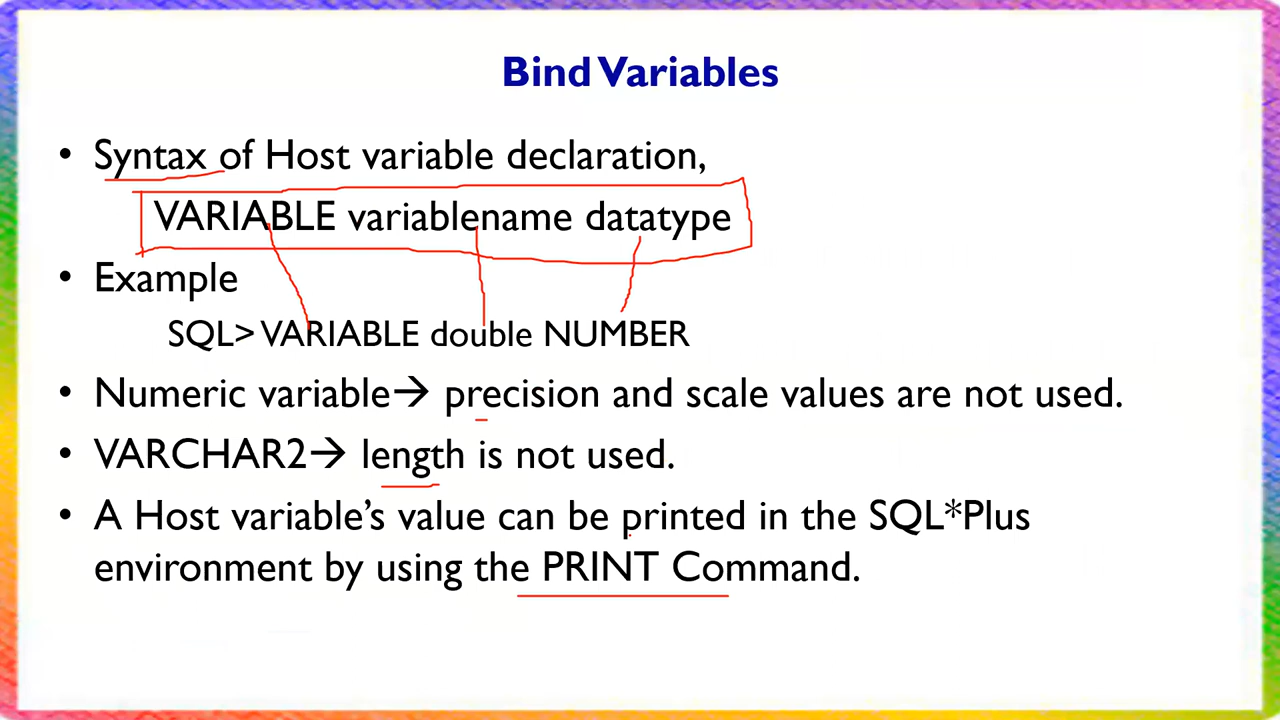 Bind Variables
• Syntax of Host variable declaration,
VARIABLE variablename datatype
• Example
SQL> VARIABLE double NUMBER
• Numeric variable→ precision and scale values are not used.
• VARCHAR2→ length is not used.
• A Host variable’s value can be printed in the SQL*Plus
environment by using the PRINT Command.